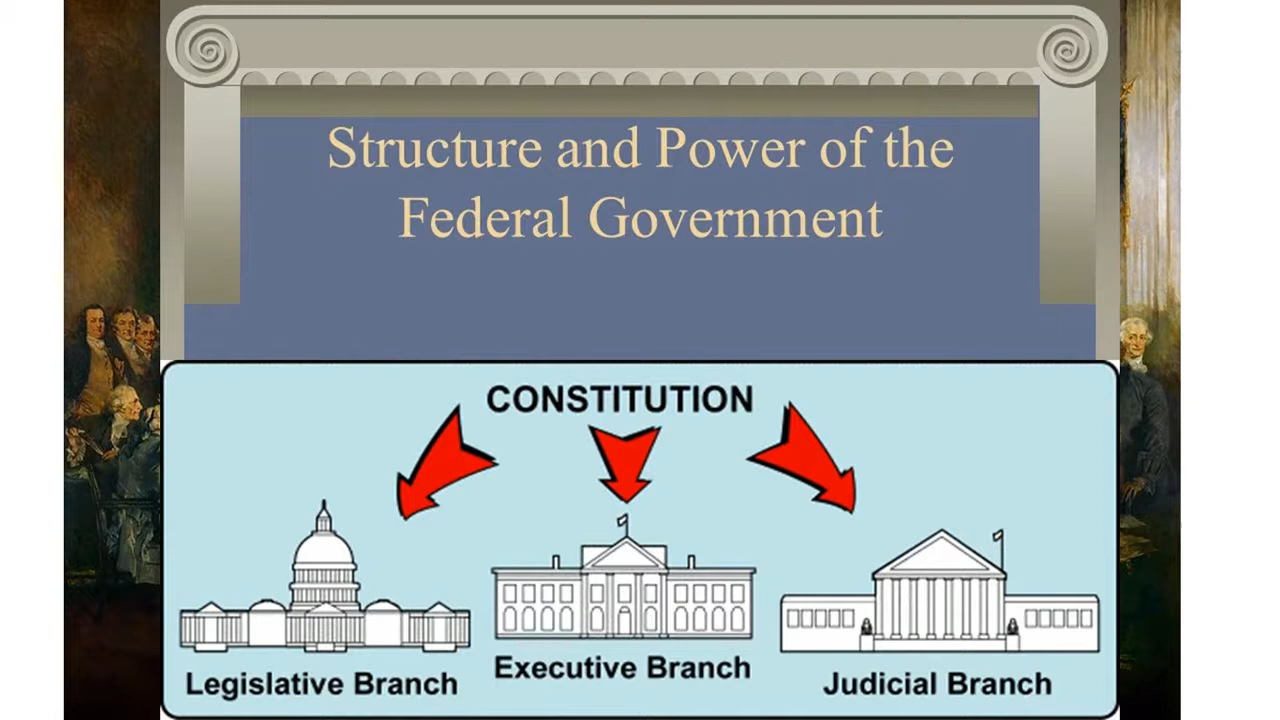 Structure and Power of the
Federal Government
CONSTITUTION
Legislative Branch
Executive Branch
Judicial Branch